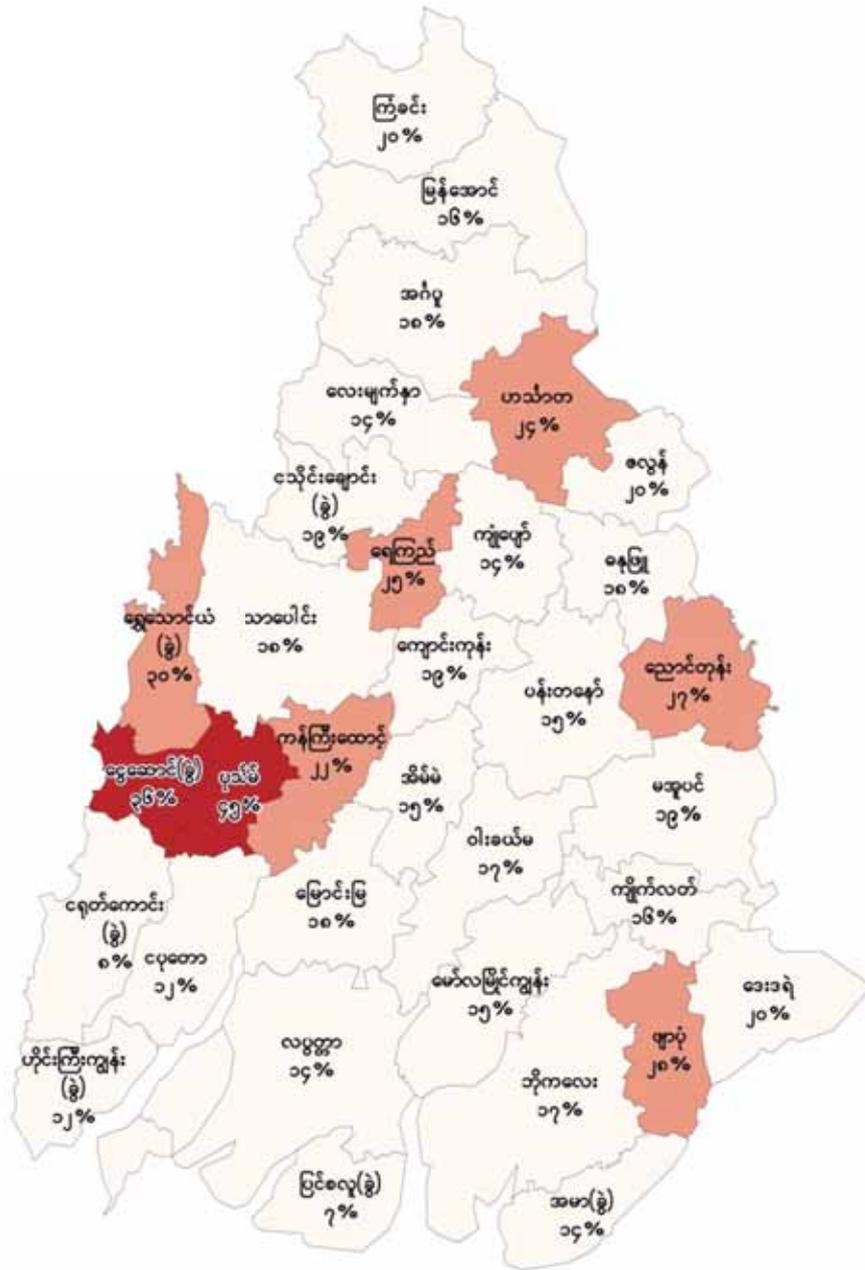 ကြံခင်း
၂၀%
မြန်အောင်
၁၆%
အင်္ဂပူ
၁၈%
လေးမျက်နှာ
၁၄%
ဟင်္သာတ
၂၄%
ဇလွန်
၂၀%
ငသိုင်းချောင်း
(ခွဲ)
၁၉%
ရေကြည်
၂၅%
ကျုံပျော်
၁၄%
ဓနုဖြူ
၁၈%
ရွှေသောင်ယံ
(ခွဲ)
၃၀%
သာပေါင်း
၁၈%
ကျောင်းကုန်း
၁၉%
ပန်းတနော်
၁၅%
ညောင်တုန်း
၂၇%
ငွေဆောင်(ခွဲ)
၃၆%
ပုသိမ်
၄၅%
ကန်ကြီးထောင့်
၂၂%
အိမ်မဲ
၁၅%
မအူပင်
၁၉%
ဝါးခယ်မ
၁၇%
ကျိုက်လတ်
၁၆%
မြောင်းမြ
၁၈%
ငရုတ်ကောင်း
(ခွဲ)
၈%
ငပုတော
၁၂%
မော်လမြိုင်ကျွန်း
၁၅%
ဒေးဒရဲ
၂၀%
ဖျာပုံ
၂၈%
လပွတ္တာ
၁၄%
ဘိုကလေး
၁၇%
ဟိုင်းကြီးကျွန်း
(ခွဲ)
၁၂%
ပြင်စလူ(ခွဲ)
၇%
အမာ(ခွဲ)
၁၄%